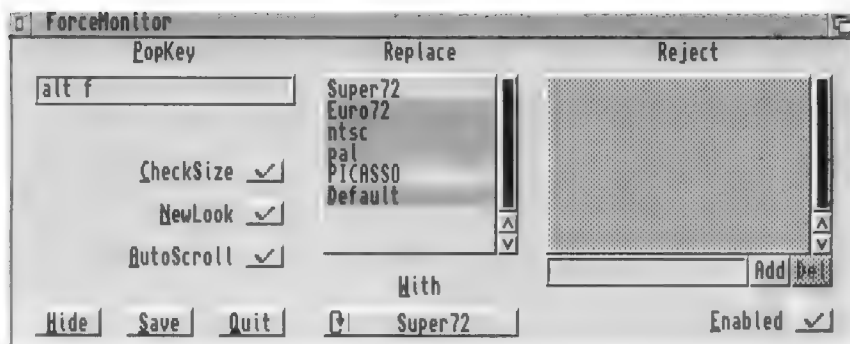 ForceMonitor
PopKey
Replace
Reject
alt f
Super72
Euro72
ntsc
pal
PICASSO
Default
CheckSize
NewLook
AutoScroll
Add Del
With
Hide Save Quit
Super72
Enabled